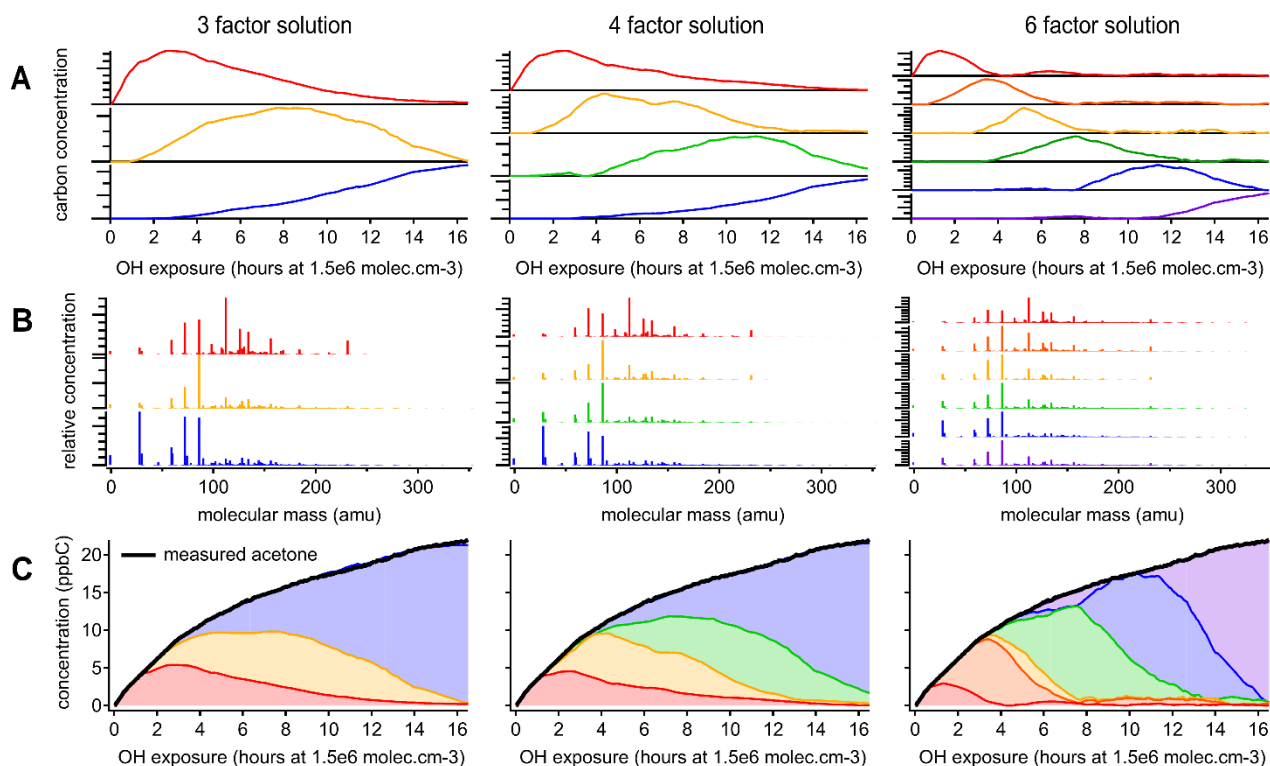 3 factor solution
4 factor solution
6 factor solution
A
carbon concentration
0 2 4 6 8 10 12 14 16
0 2 4 6 8 10 12 14 16
0 2 4 6 8 10 12 14 16
OH exposure (hours at 1.5e6 molec.cm-3)
OH exposure (hours at 1.5e6 molec.cm-3)
OH exposure (hours at 1.5e6 molec.cm-3)
B
relative concentration
0 100 200 300
0 100 200 300
0 100 200 300
molecular mass (amu)
molecular mass (amu)
molecular mass (amu)
C
concentration (ppbC)
20
15
10
5
0
measured acetone
0 2 4 6 8 10 12 14 16
0 2 4 6 8 10 12 14 16
0 2 4 6 8 10 12 14 16
OH exposure (hours at 1.5e6 molec.cm-3)
OH exposure (hours at 1.5e6 molec.cm-3)
OH exposure (hours at 1.5e6 molec.cm-3)